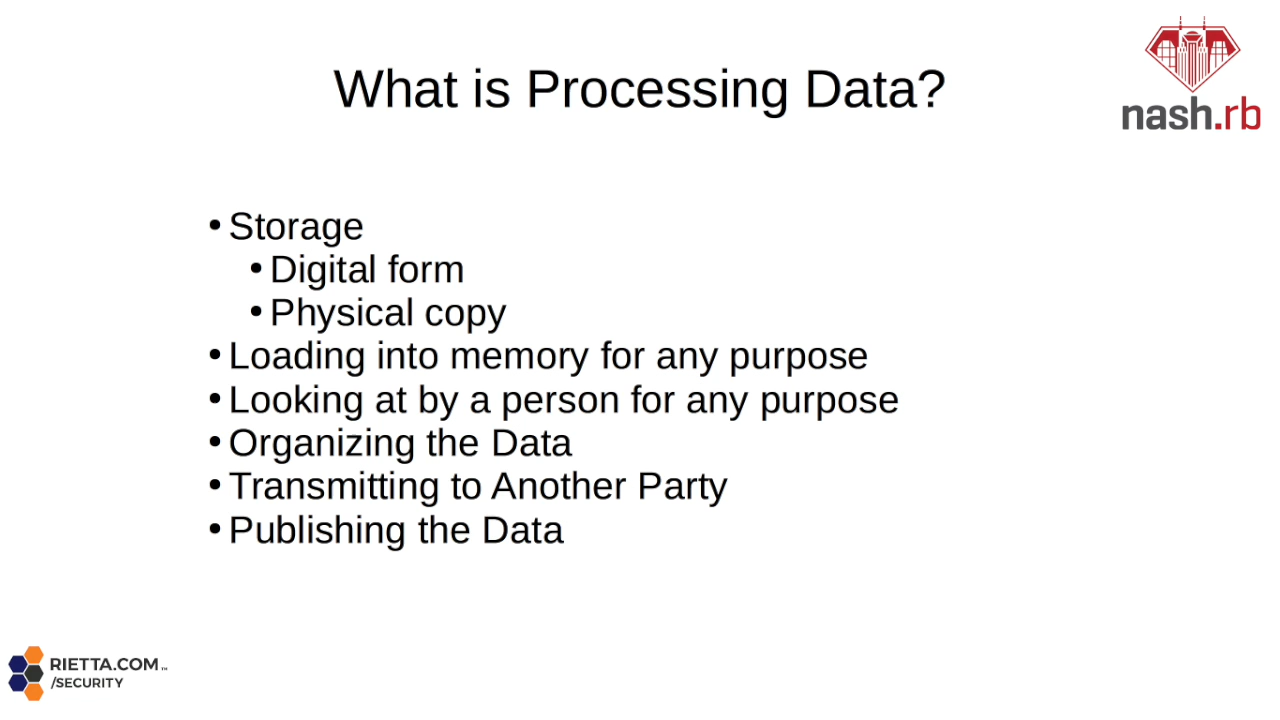 What is Processing Data?
nash.rb
• Storage
• Digital form
• Physical copy
• Loading into memory for any purpose
• Looking at by a person for any purpose
• Organizing the Data
• Transmitting to Another Party
• Publishing the Data
RIETTA.COM
/SECURITY